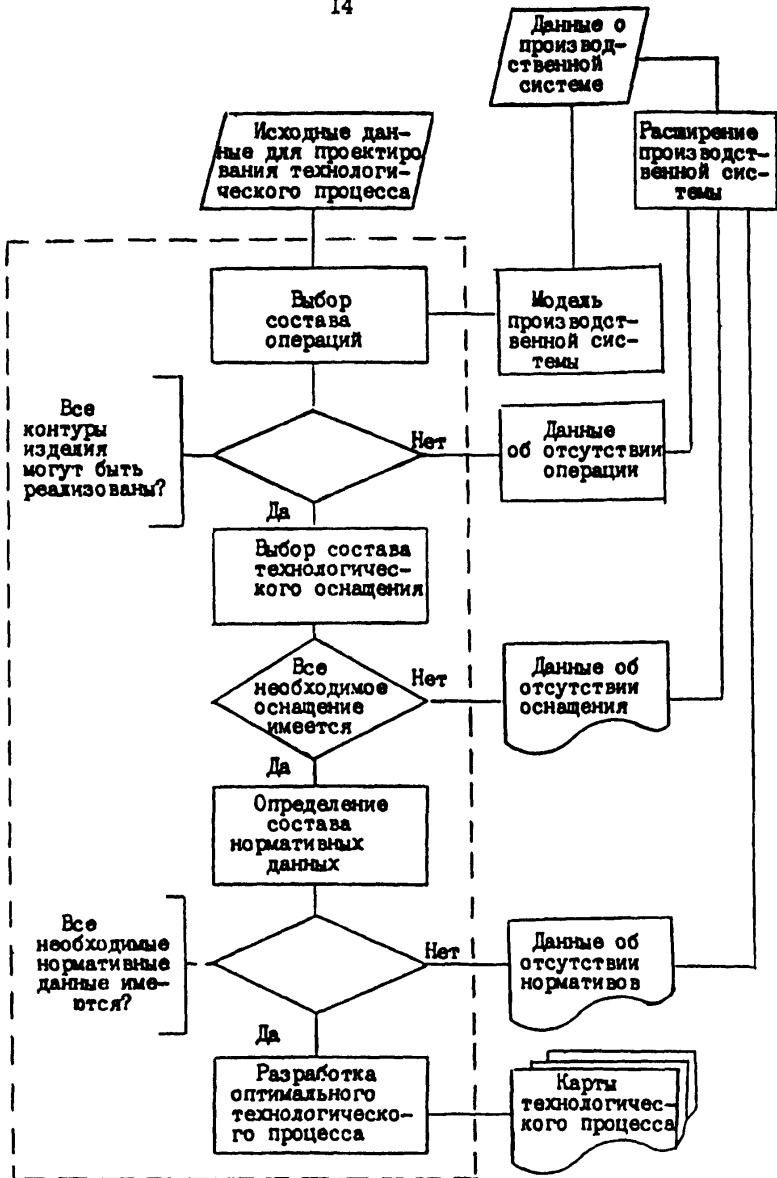 14
Данные о
производ-
ственной
системе
Исходные дан-
ные для проектиро
вания технологи-
ческого процесса
Расширение
производст-
венной сис-
темы
Выбор
состава
операций
Модель
производст-
венной сис-
темы
Все
контуры
изделия
могут быть
реализованы?
Нет
Данные
об отсутствии
операции
Да
Выбор состава
технологичес-
кого оснащения
Все
необходимое
оснащение
имеется
Нет
Данные об
отсутствии
оснащения
Да
Определение
состава
нормативных
данных
Все
необходимые
нормативные
данные име-
ются?
Нет
Данные об
отсутствии
нормативов
Да
Разработка
оптимального
технологическо-
го процесса
Карты
технологичес-
кого процесса